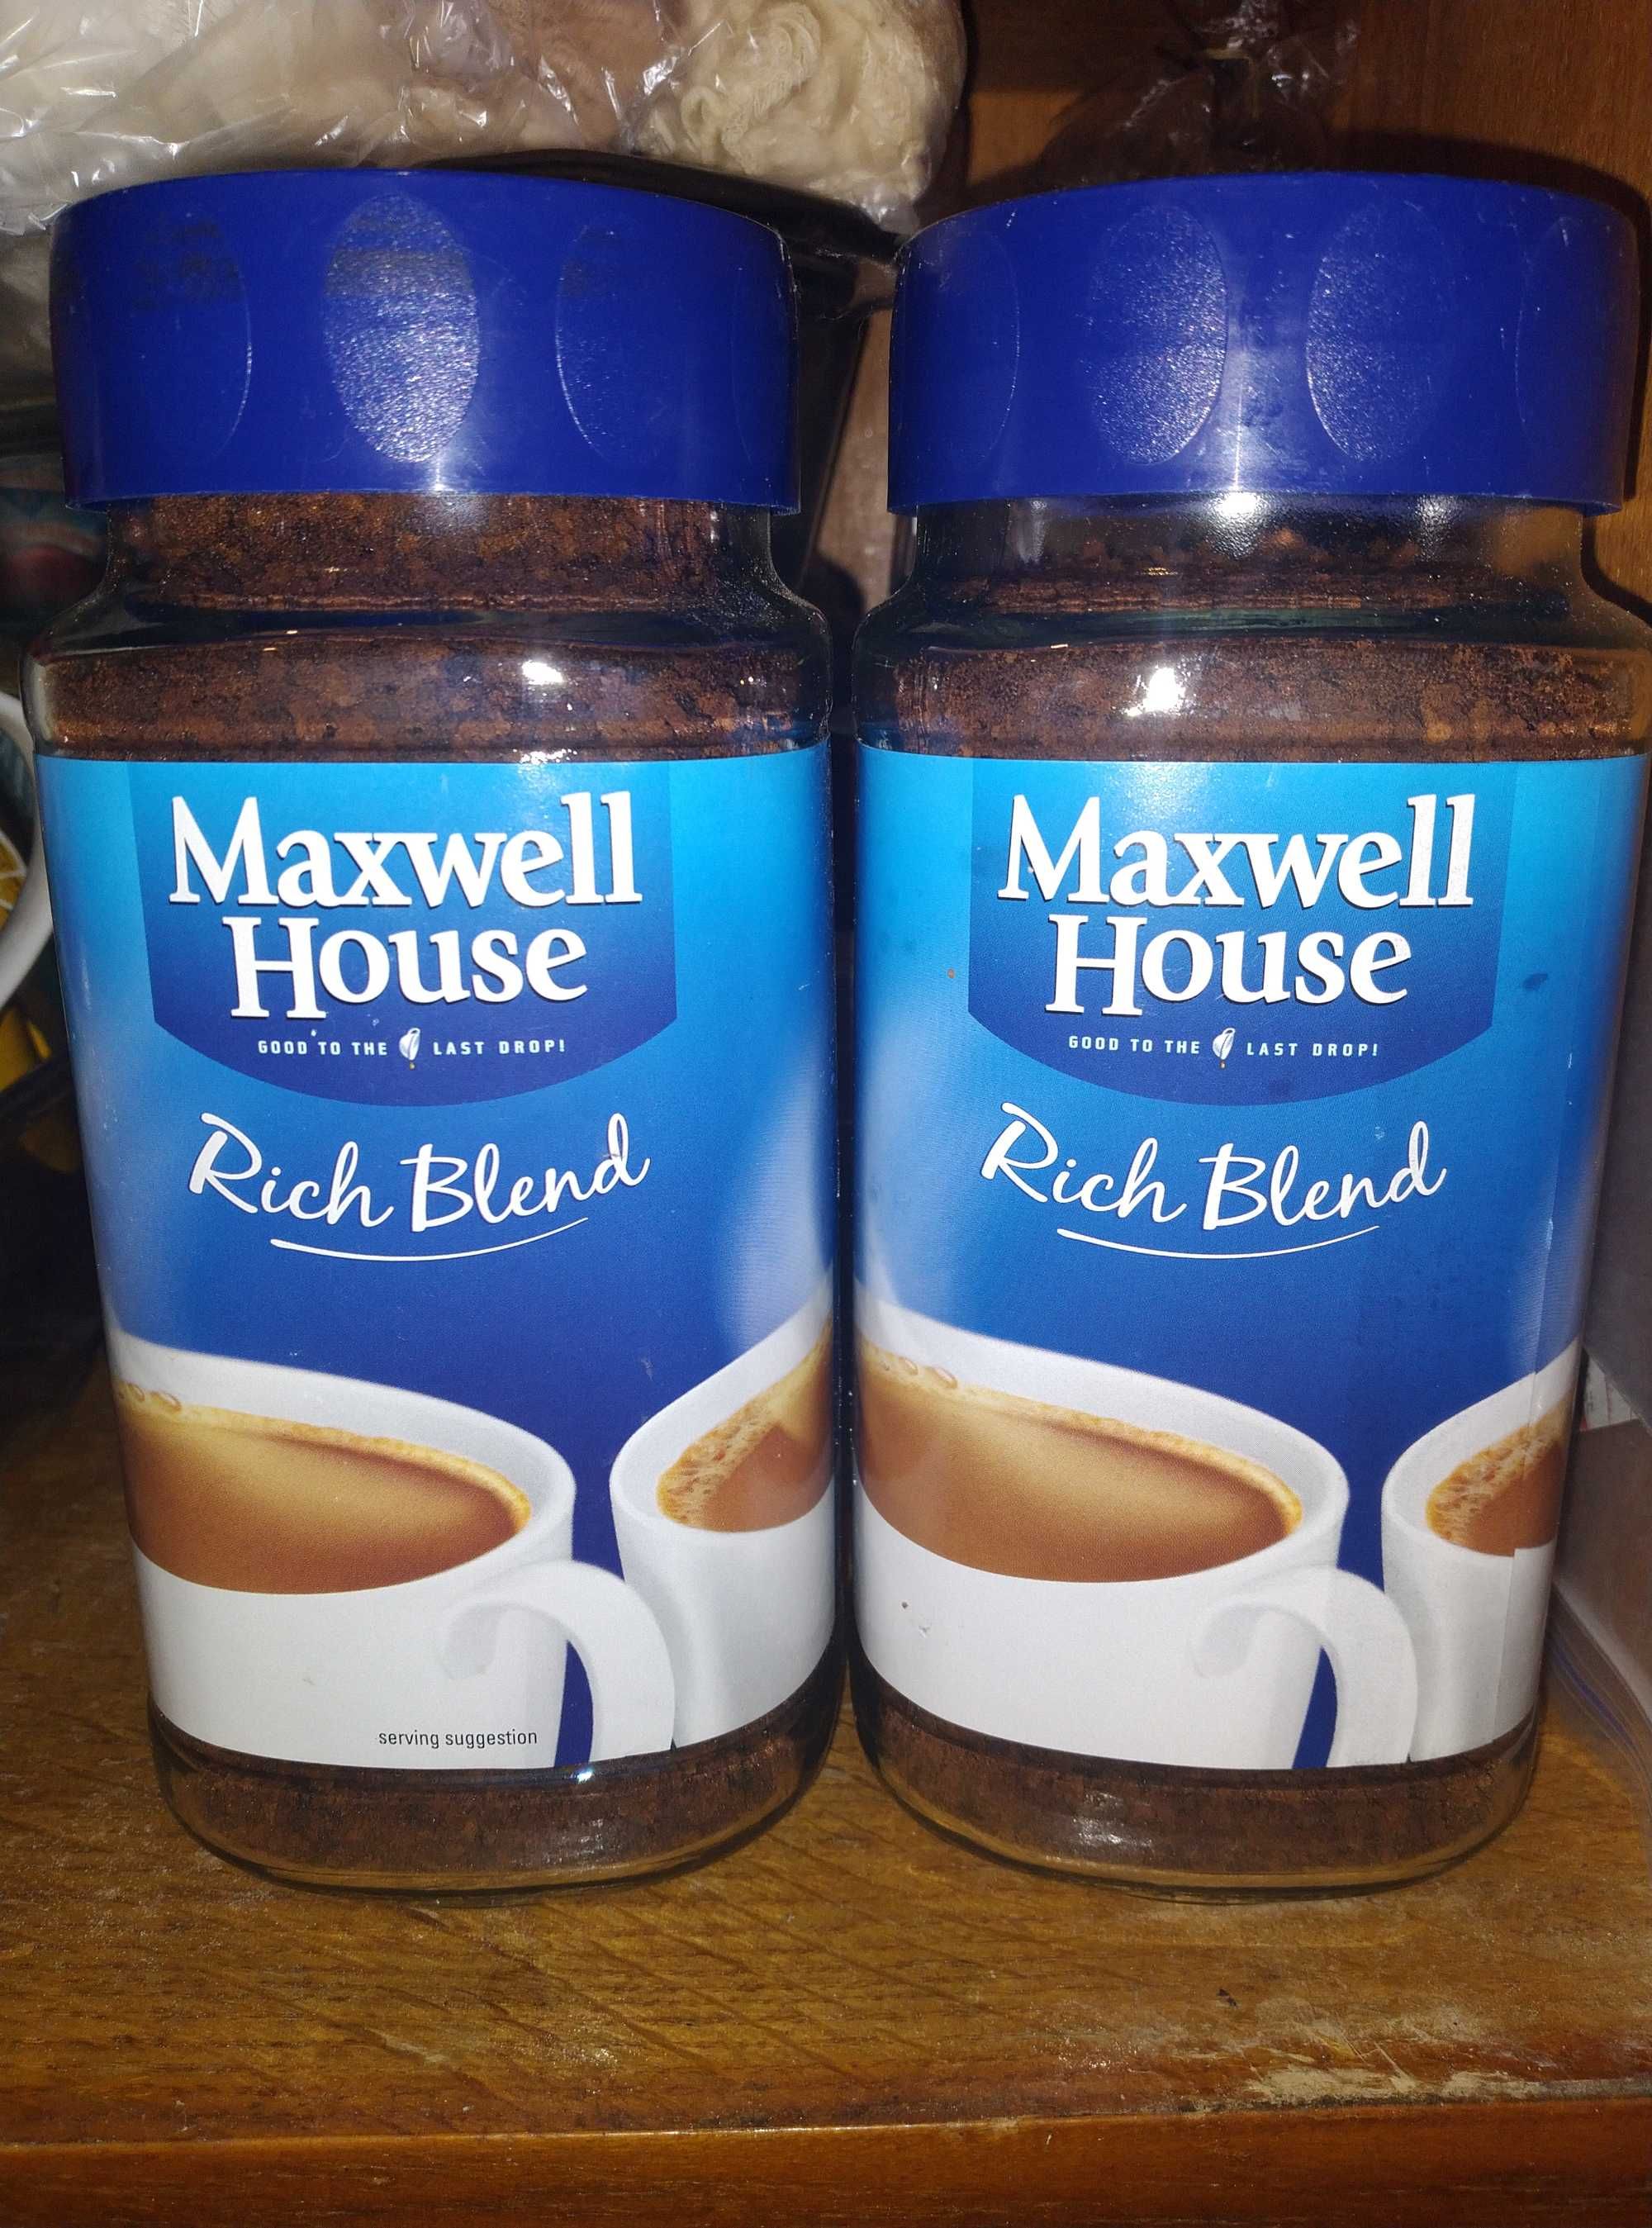 Maxwell
House
GOOD TO THE LAST DROP!
Rich Blend
serving suggestion
Maxwell
House
GOOD TO THE LAST DROP!
Rich Blend